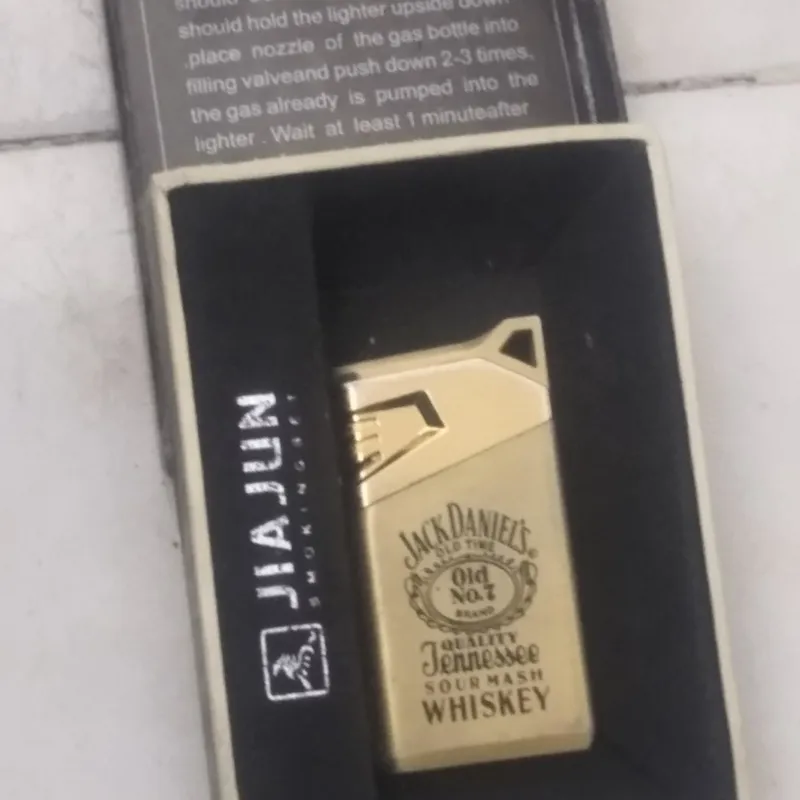 should hold the lighter upside down
.place nozzle of the gas bottle into
filling valveand push down 2-3 times.
the gas already is pumped into the
lighter . Wait at least 1 minuteafter
JIAJUN
SMOKINGSET
JACK DANIEL'S
OLD TIME
Old
No.7
BRAND
QUALITY
Tennessee
SOUR MASH
WHISKEY